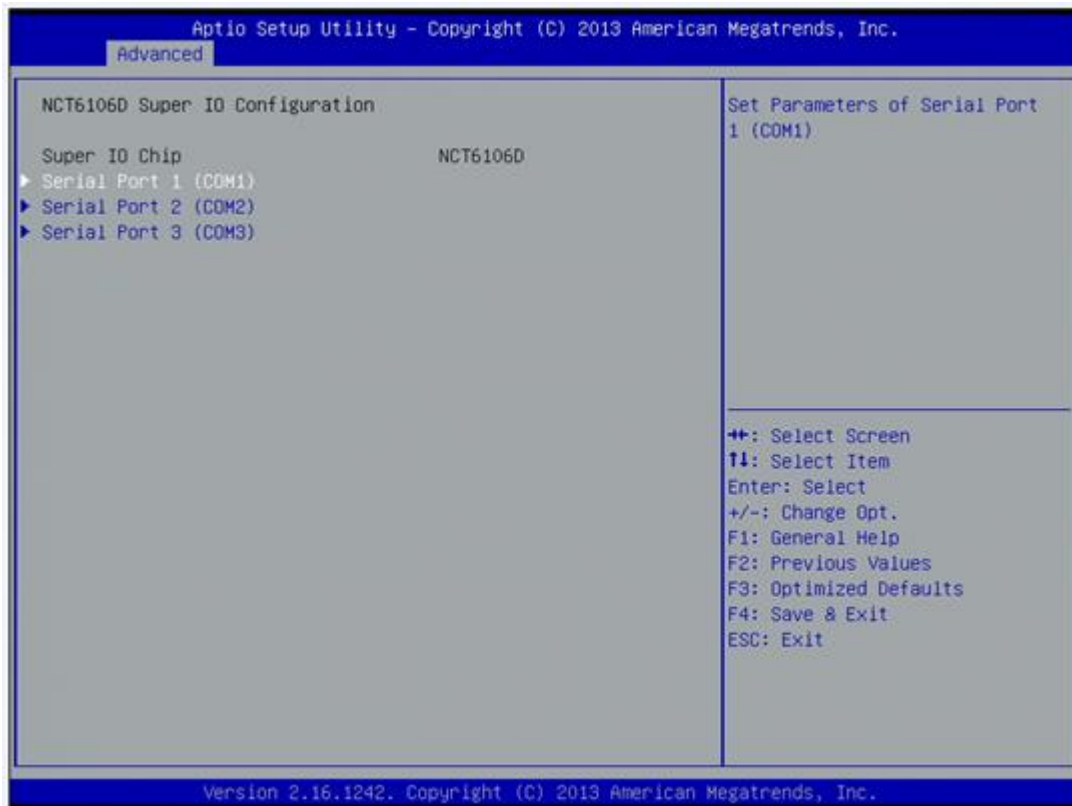 Aptio Setup Utility – Copyright (C) 2013 American Megatrends, Inc.
Advanced
NCT6106D Super IO Configuration
Super IO Chip NCT6106D
▶ Serial Port 1 (COM1)
▶ Serial Port 2 (COM2)
▶ Serial Port 3 (COM3)
Set Parameters of Serial Port
1 (COM1)
→←: Select Screen
↑↓: Select Item
Enter: Select
+/-: Change Opt.
F1: General Help
F2: Previous Values
F3: Optimized Defaults
F4: Save & Exit
ESC: Exit
Version 2.16.1242. Copyright (C) 2013 American Megatrends, Inc.